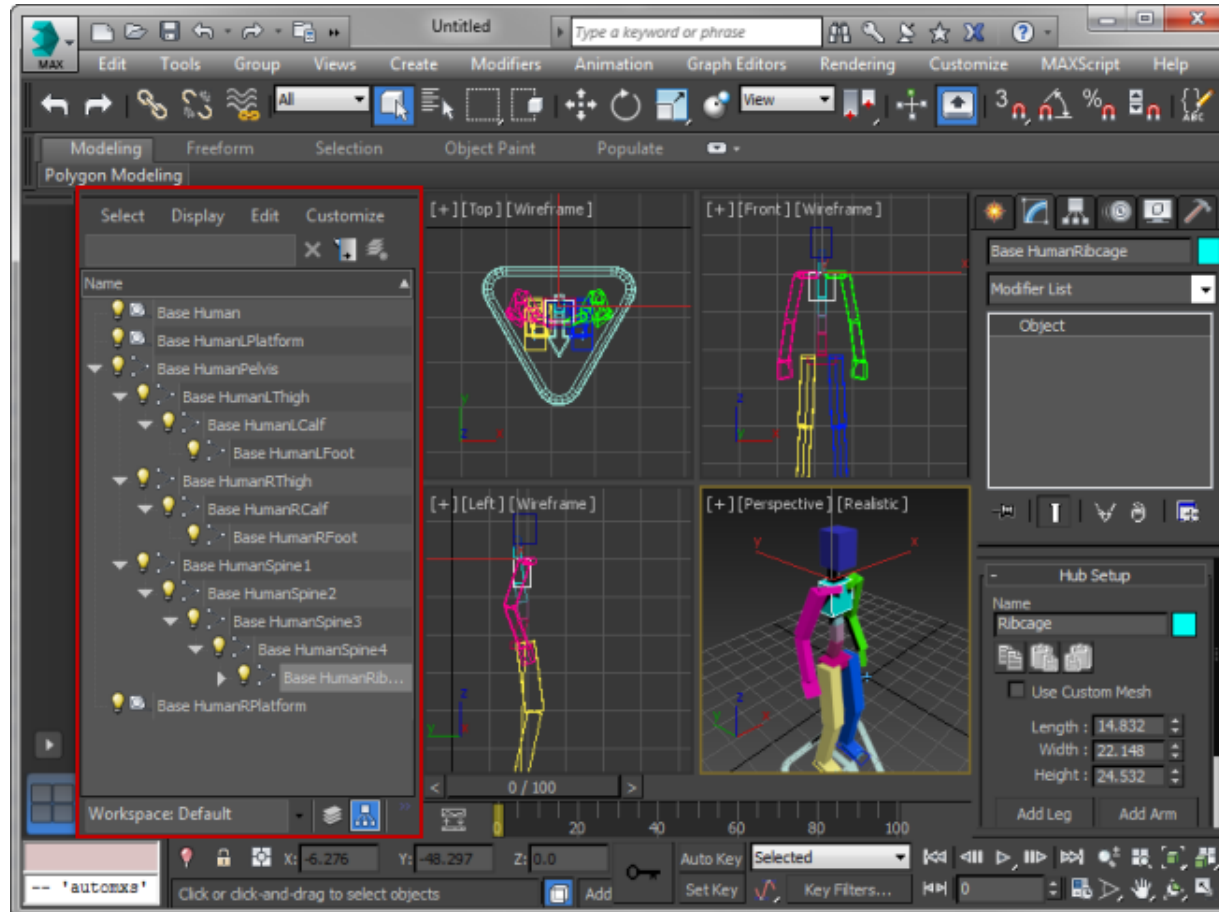 Untitled
Type a keyword or phrase
MAX
Edit Tools Group Views Create Modifiers Animation Graph Editors Rendering Customize MAXScript Help
All
View
3
%
ABC
Modeling Freeform Selection Object Paint Populate
Polygon Modeling
Select Display Edit Customize
Name
Base Human
Base HumanLPlatform
Base HumanPelvis
Base HumanLThigh
Base HumanLCalf
Base HumanLFoot
Base HumanRThigh
Base HumanRCalf
Base HumanRFoot
Base HumanSpine1
Base HumanSpine2
Base HumanSpine3
Base HumanSpine4
Base HumanRib...
Base HumanRPlatform
Workspace: Default
[+][Top][Wireframe]
y
z x
[+][Front][Wireframe]
x
z
x
[+][Left][Wireframe]
z
y
[+][Perspective][Realistic]
y x
z
Base HumanRibcage
Modifier List
Object
- Hub Setup
Name
Ribcage
Use Custom Mesh
Length : 14.832
Width : 22.148
Height : 24.532
Add Leg Add Arm
< 0 / 100 >
0 20 40 60 80 100
X: -6.276 Y: -48.297 Z: 0.0
Auto Key Selected
-- 'automxs'
Click or click-and-drag to select objects
Add
Set Key Key Filters...
0